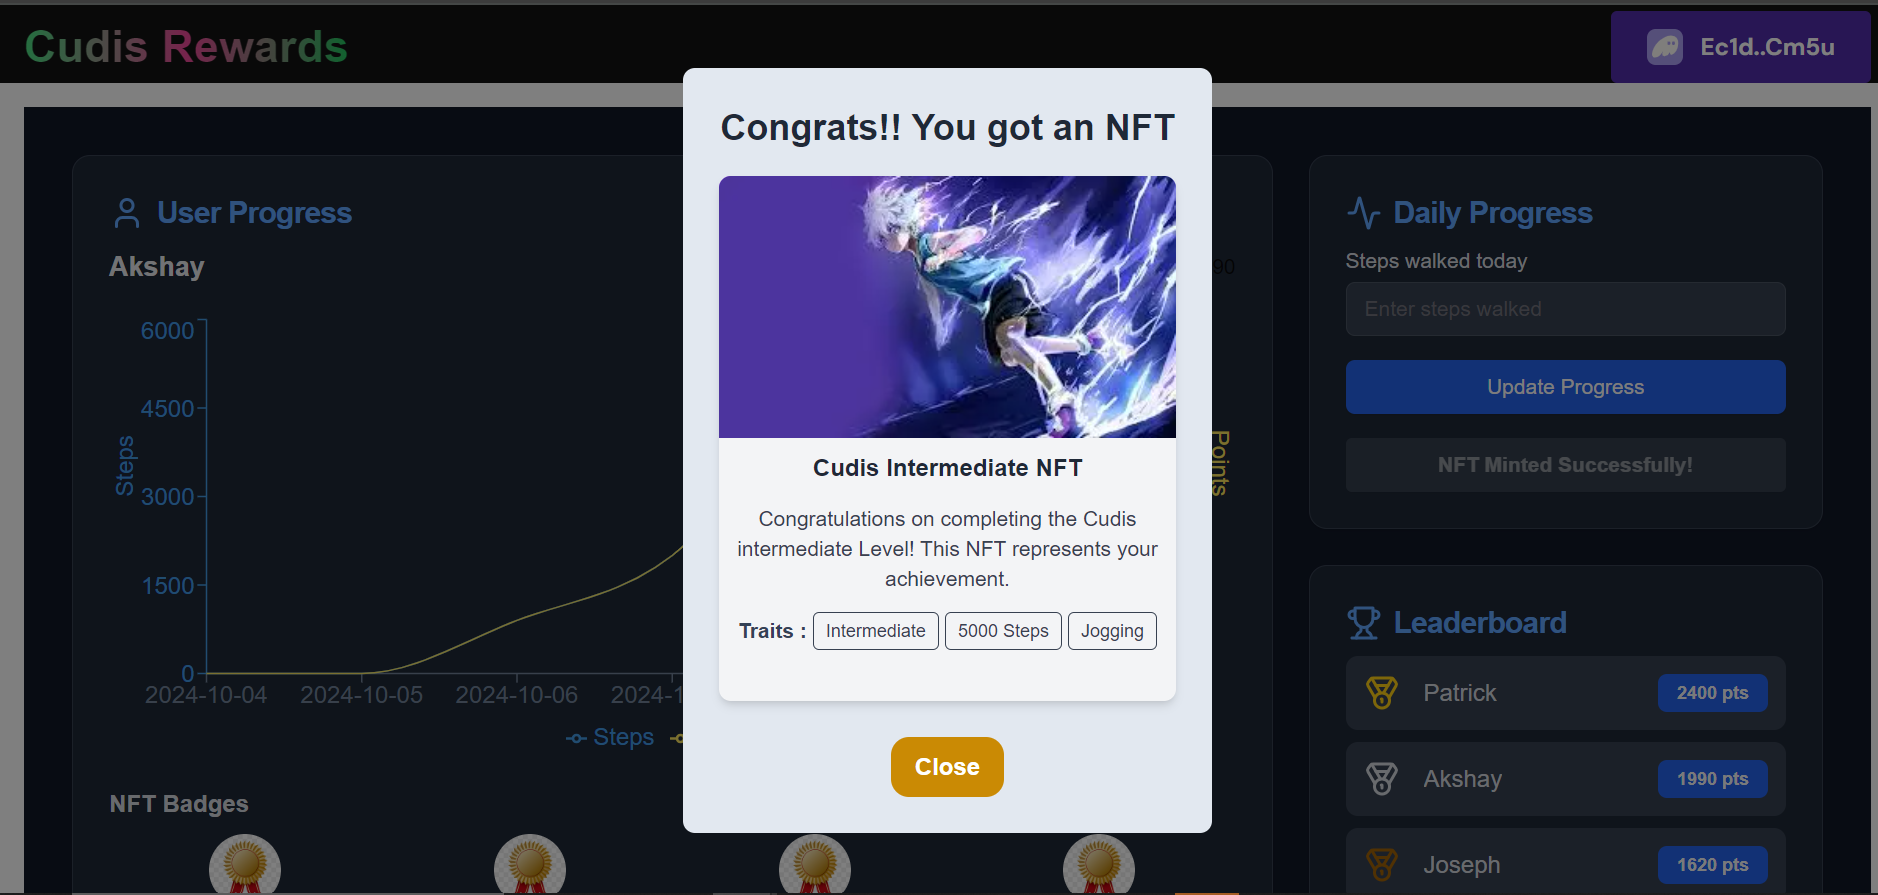 Cudis Rewards
Ec1d..Cm5u
Congrats!! You got an NFT
Cudis Intermediate NFT
Congratulations on completing the Cudis
intermediate Level! This NFT represents your
achievement.
Traits : Intermediate 5000 Steps Jogging
Close
User Progress
Akshay
6000
4500
3000
1500
0
Steps
2024-10-04 2024-10-05 2024-10-06 2024-1
90
Points
Steps
NFT Badges
Daily Progress
Steps walked today
Enter steps walked
Update Progress
NFT Minted Successfully!
Leaderboard
Patrick 2400 pts
Akshay 1990 pts
Joseph 1620 pts